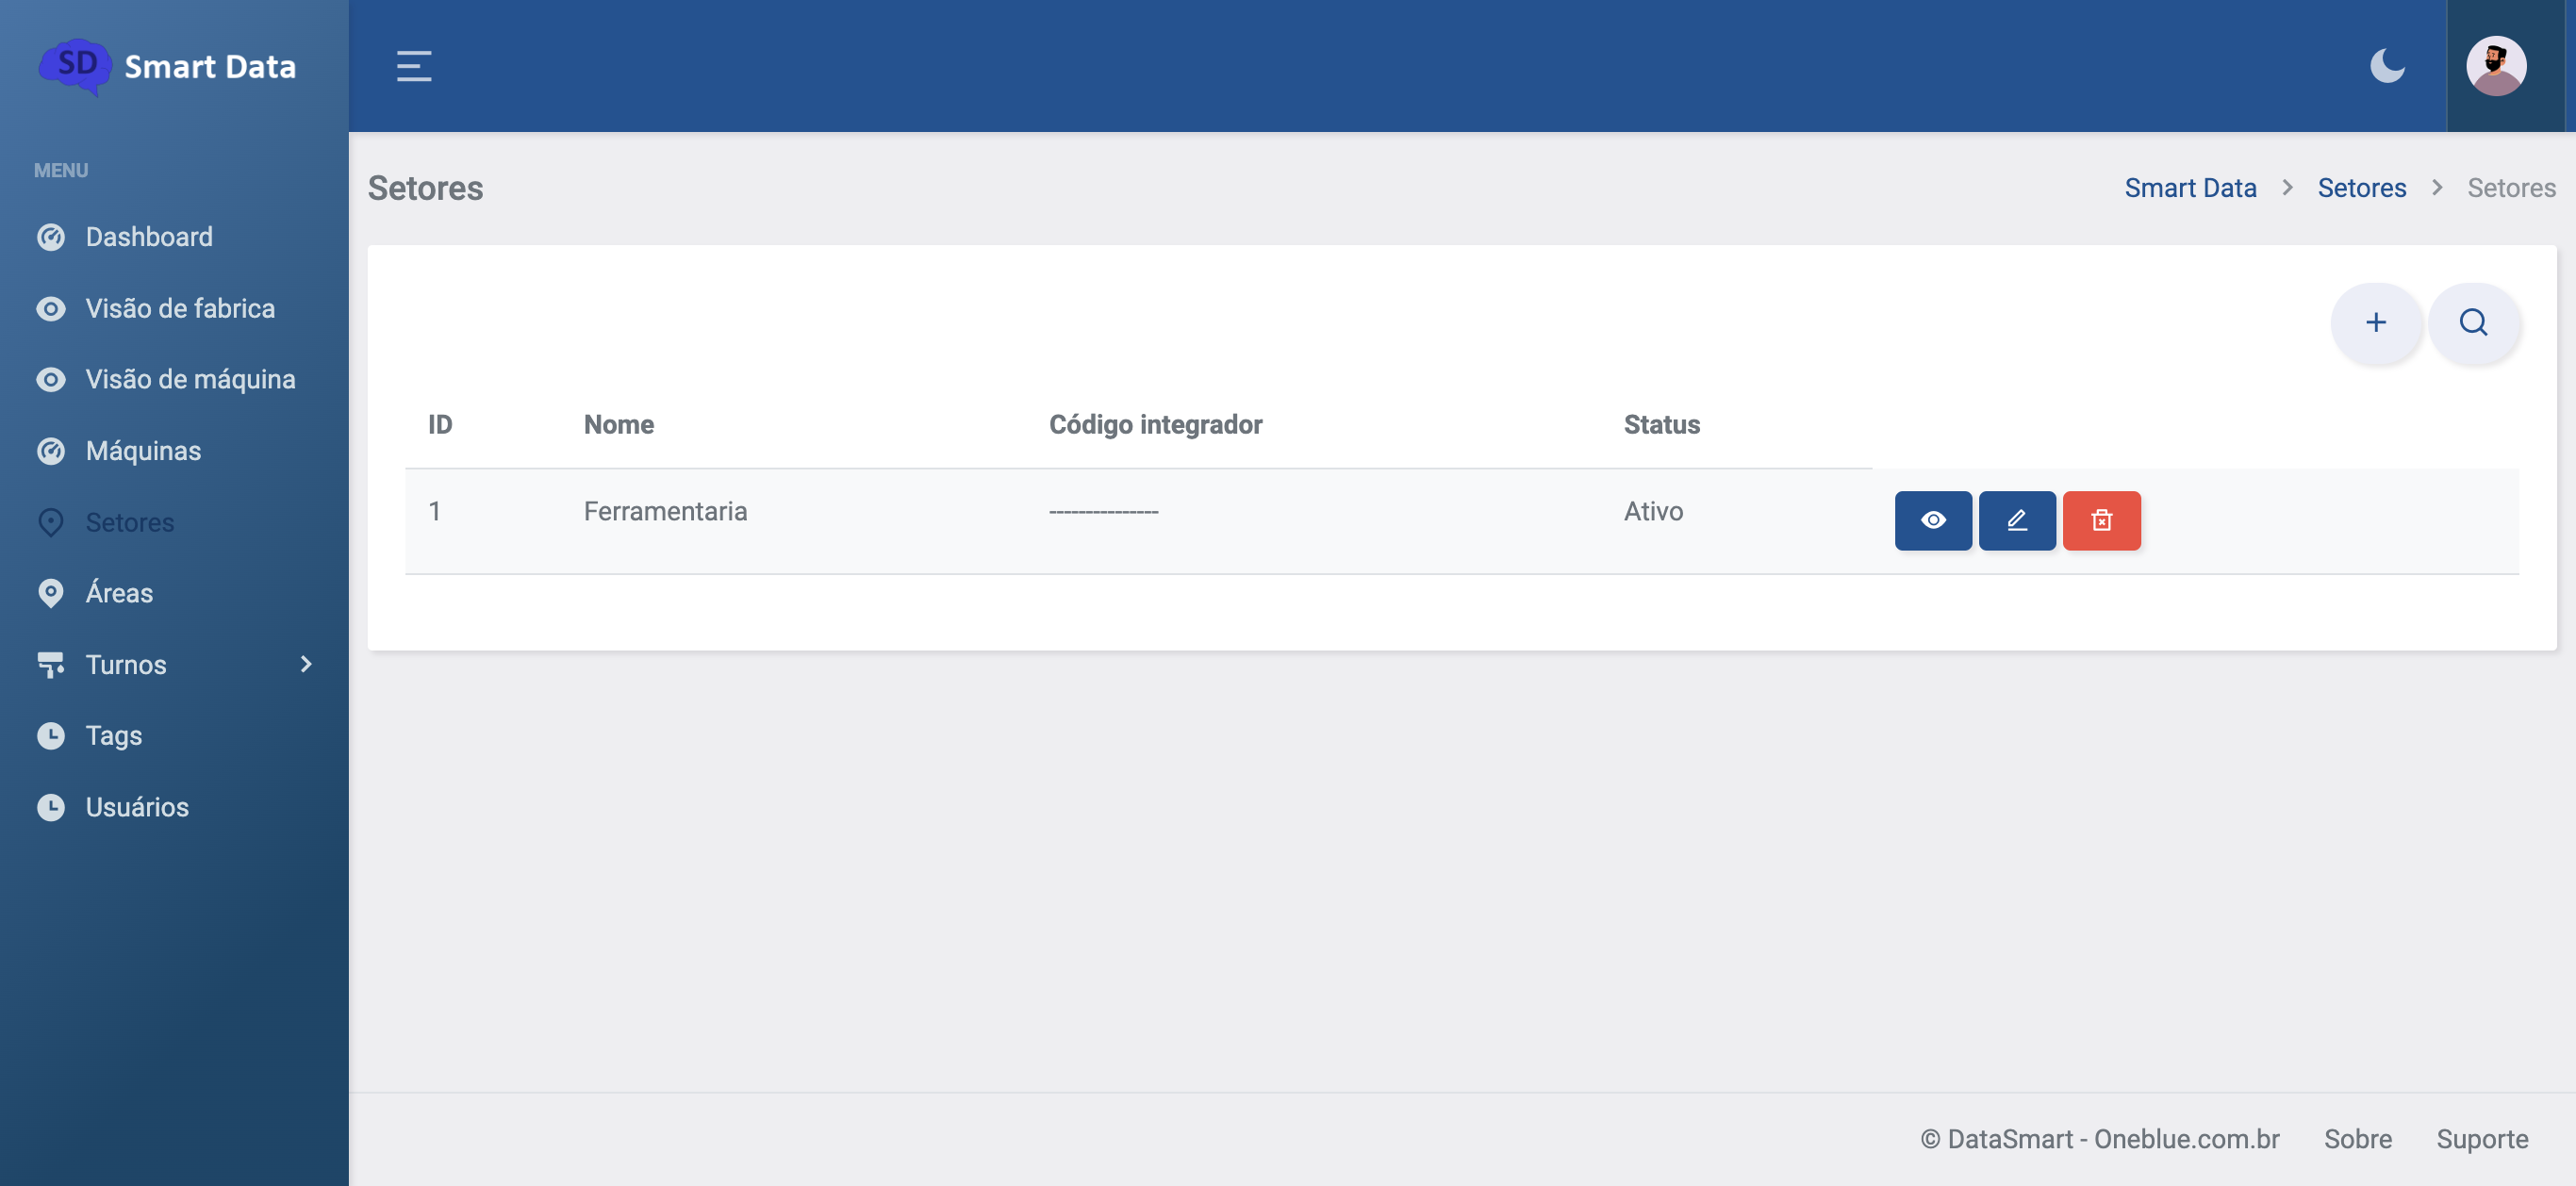 SD Smart Data
MENU
Dashboard
Visão de fabrica
Visão de máquina
Máquinas
Setores
Áreas
Turnos
Tags
Usuários
Setores
Smart Data > Setores > Setores
ID Nome Código integrador Status
1 Ferramentaria --------------- Ativo
© DataSmart - Oneblue.com.br Sobre Suporte